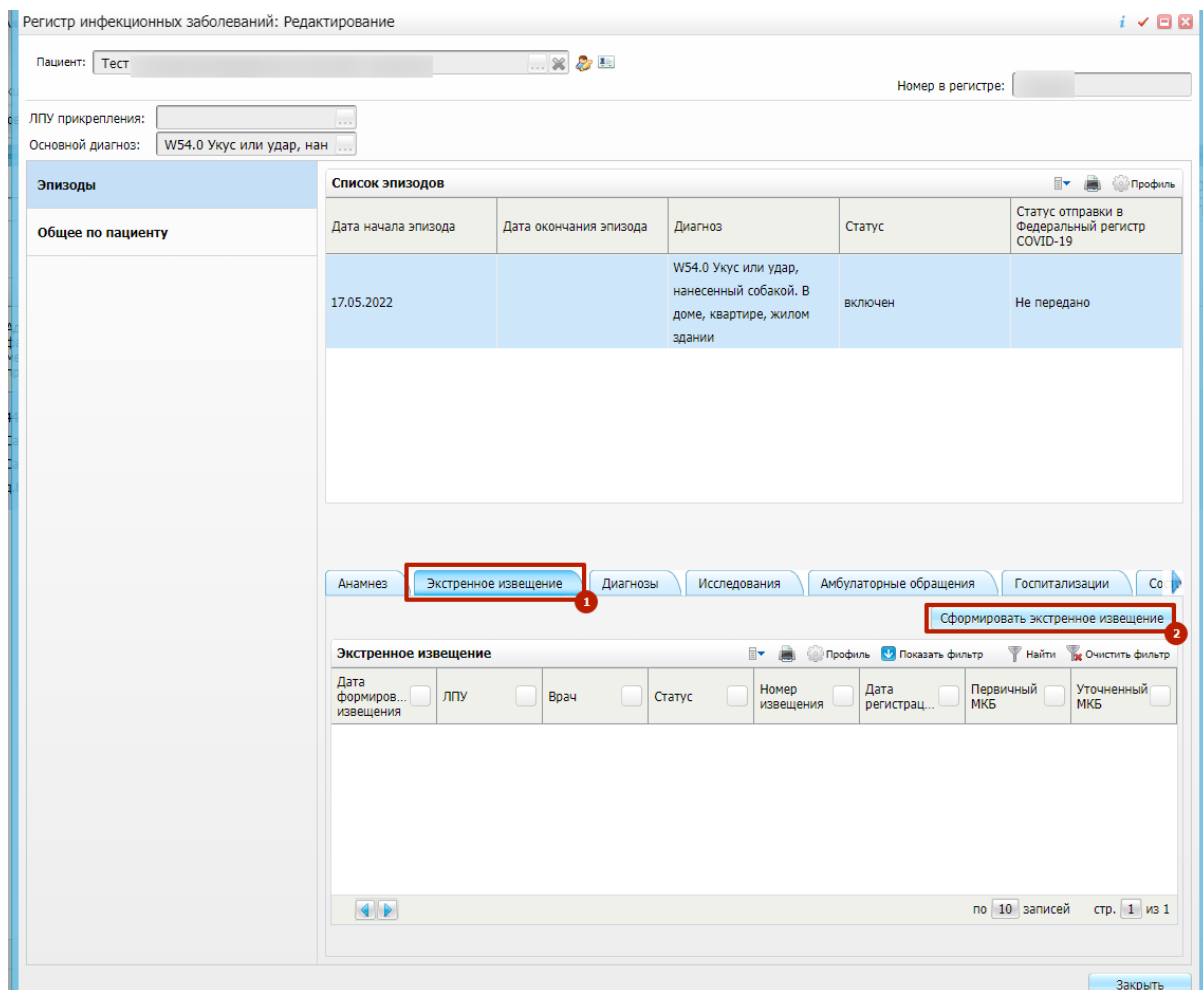 Регистр инфекционных заболеваний: Редактирование
Пациент: Тест
Номер в регистре:
ЛПУ прикрепления:
Основной диагноз: W54.0 Укус или удар, нан
Эпизоды
Общее по пациенту
Список эпизодов
Профиль
Дата начала эпизода
Дата окончания эпизода
Диагноз
Статус
Статус отправки в
Федеральный регистр
COVID-19
17.05.2022
W54.0 Укус или удар,
нанесенный собакой. В
доме, квартире, жилом
здании
включен
Не передано
Анамнез
Экстренное извещение
Диагнозы
Исследования
Амбулаторные обращения
Госпитализации
Со
1
Сформировать экстренное извещение
2
Экстренное извещение
Профиль
Показать фильтр
Найти
Очистить фильтр
Дата
формиров...
извещения
ЛПУ
Врач
Статус
Номер
извещения
Дата
регистрац...
Первичный
МКБ
Уточненный
МКБ
по 10 записей стр. 1 из 1
Закрыть